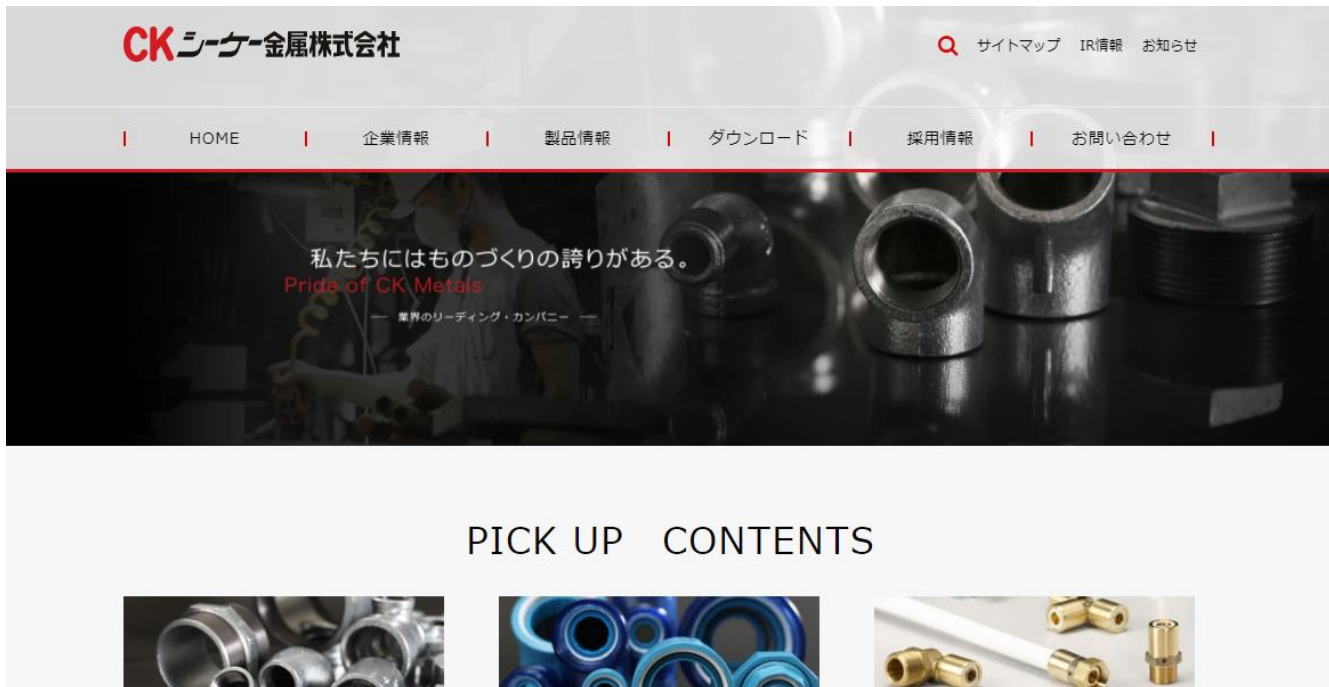 CK シーケー金属株式会社
サイトマップ IR情報 お知らせ
HOME 企業情報 製品情報 ダウンロード 採用情報 お問い合わせ
私たちにはものづくりの誇りがある。
Pride of CK Metals
― 業界のリーディング・カンパニー ―
PICK UP CONTENTS